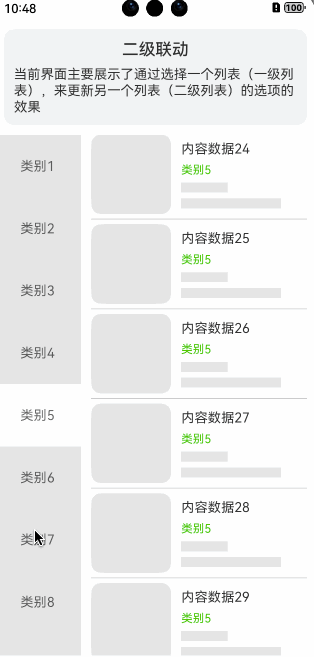 10:48
100
二级联动
当前界面主要展示了通过选择一个列表（一级列
表），来更新另一个列表（二级列表）的选项的
效果
类别1
类别2
类别3
类别4
类别5
类别6
类别7
类别8
内容数据24
类别5
内容数据25
类别5
内容数据26
类别5
内容数据27
类别5
内容数据28
类别5
内容数据29
类别5